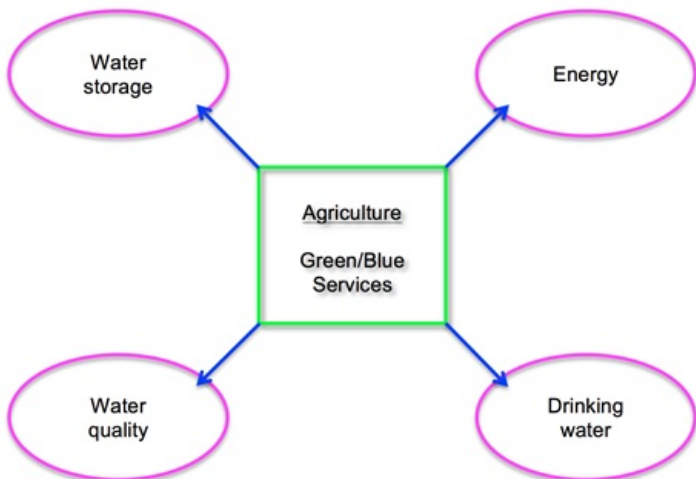 Water
storage
Energy
Agriculture
Green/Blue
Services
Water
quality
Drinking
water